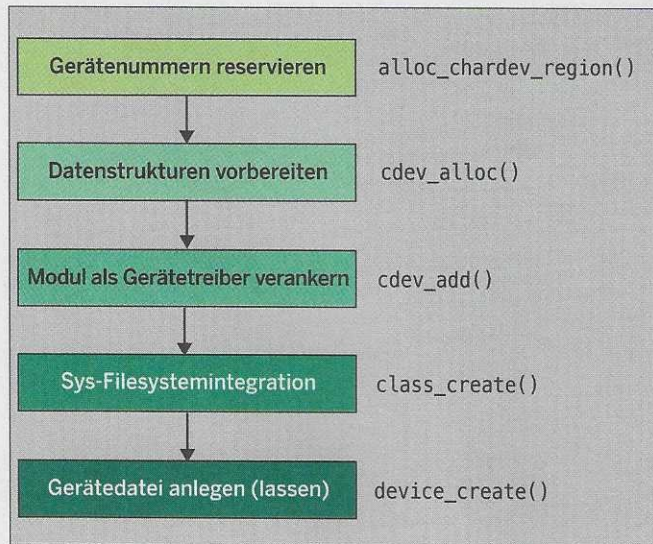 Gerätenummern reservieren alloc_chardev_region()
Datenstrukturen vorbereiten cdev_alloc()
Modul als Gerätetreiber verankern cdev_add()
Sys-Filesystemintegration class_create()
Gerätedatei anlegen (lassen) device_create()